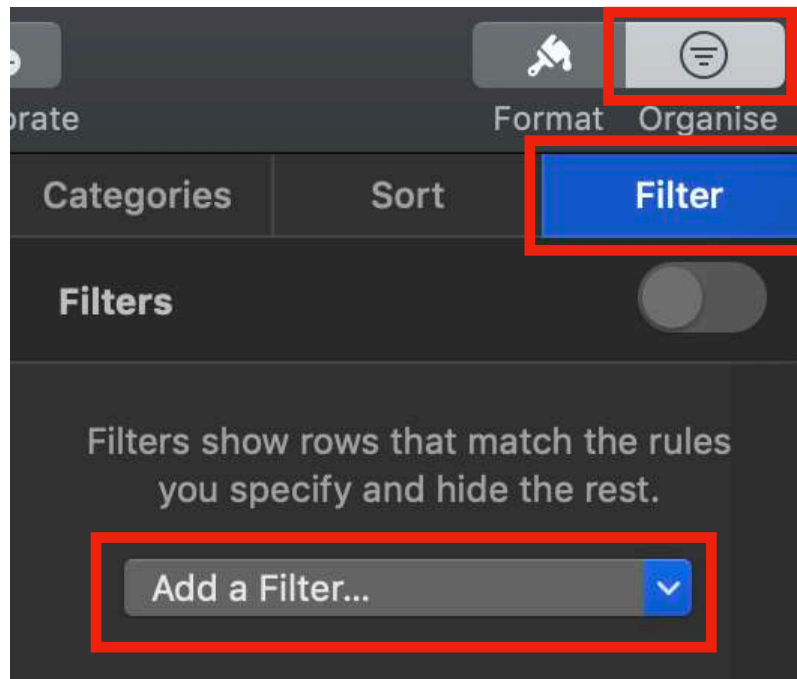 Format Organise
Categories Sort Filter
Filters
Filters show rows that match the rules
you specify and hide the rest.
Add a Filter...